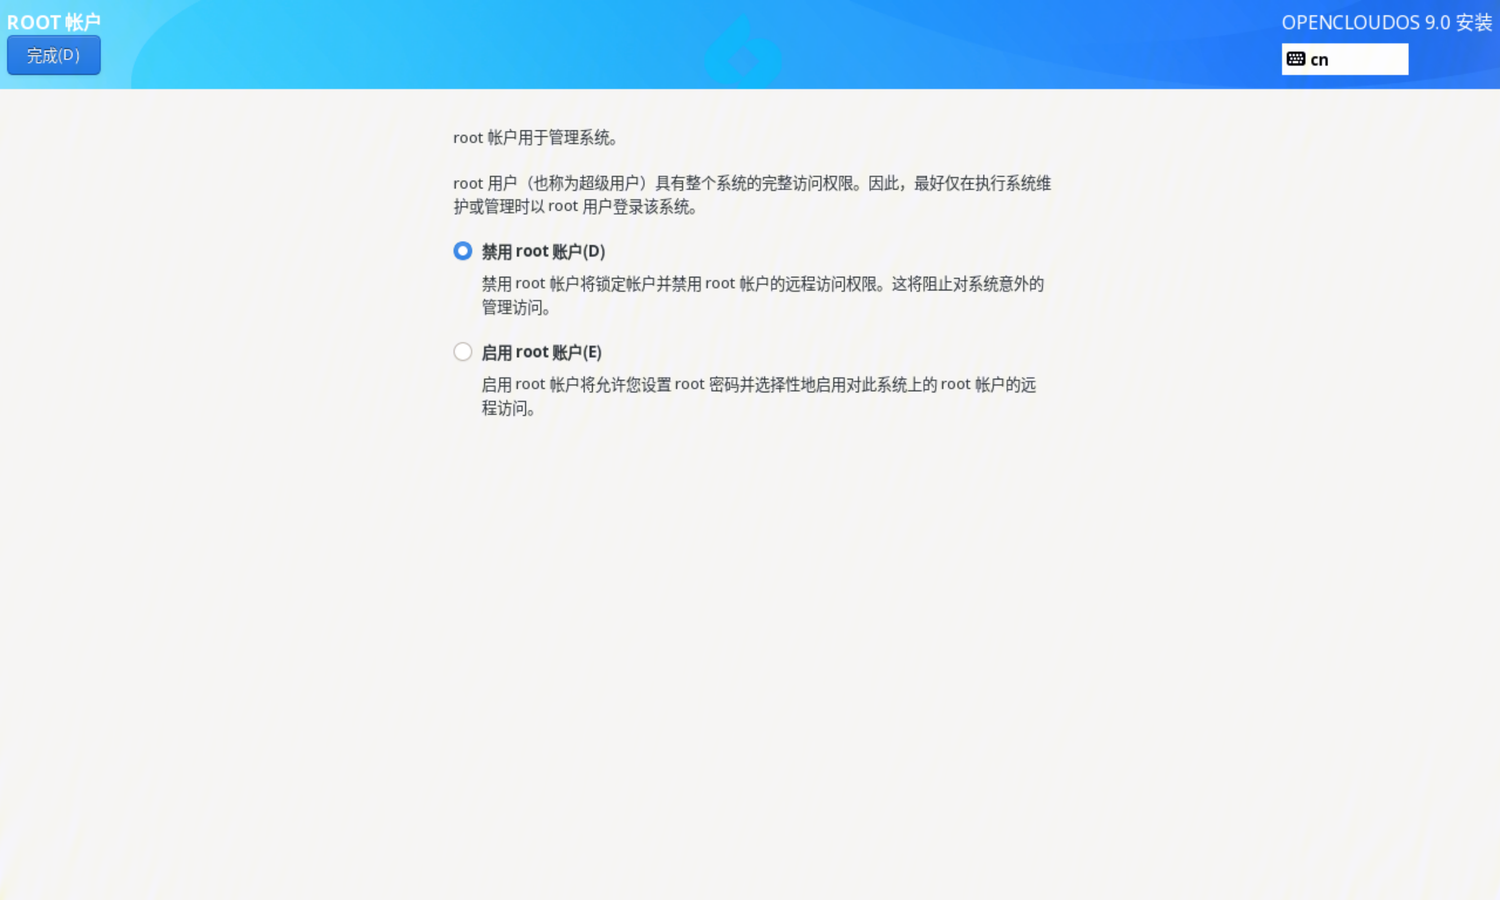 ROOT 帐户
完成(D)
OPENCLOUDOS 9.0 安装
cn
root 帐户用于管理系统。
root 用户（也称为超级用户）具有整个系统的完整访问权限。因此，最好仅在执行系统维
护或管理时以 root 用户登录该系统。
禁用 root 账户(D)
禁用 root 帐户将锁定帐户并禁用 root 帐户的远程访问权限。这将阻止对系统意外的
管理访问。
启用 root 账户(E)
启用 root 帐户将允许您设置 root 密码并选择性地启用对此系统上的 root 帐户的远
程访问。